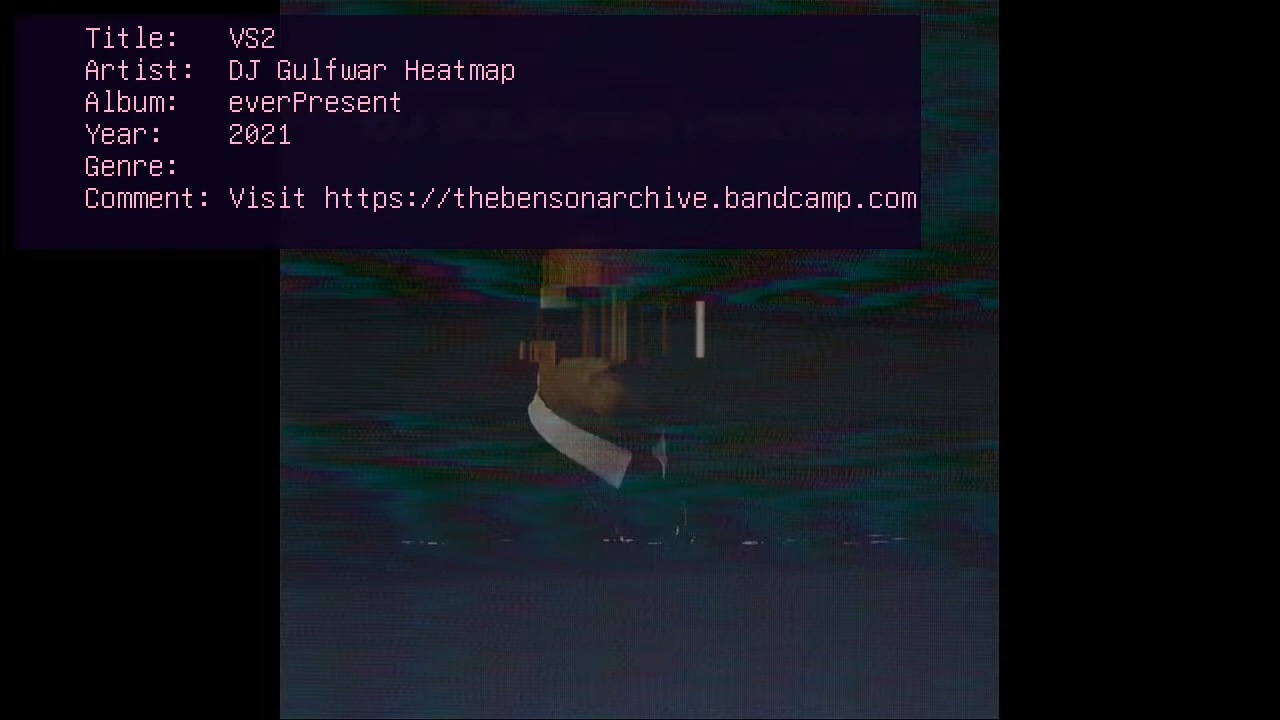 Title: VS2
Artist: DJ Gulfwar Heatmap
Album: everPresent
Year: 2021
Genre:
Comment: Visit https://thebensonarchive.bandcamp.com